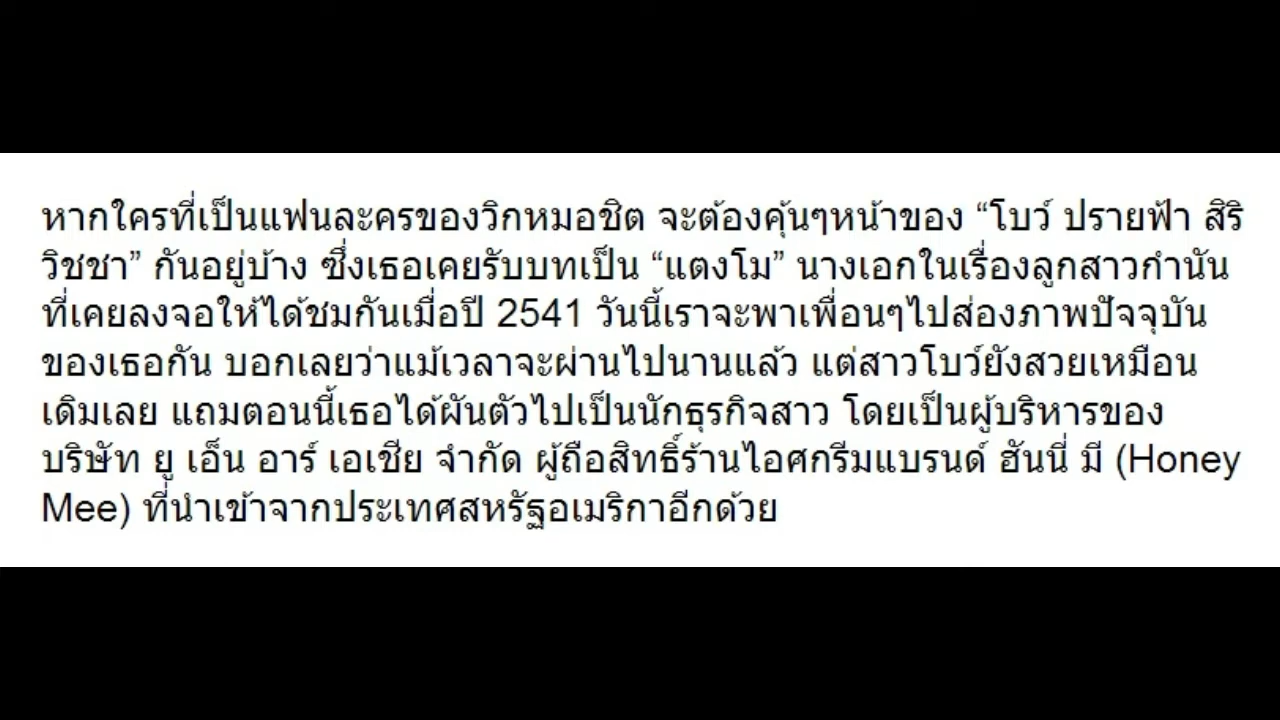 หากใครที่เป็นแฟนละครของวิกหมอชิต จะต้องคุ้นๆหน้าของ “โบว์ ปรายฟ้า สิริ
วิชชา” กันอยู่บ้าง ซึ่งเธอเคยรับบทเป็น “แตงโม” นางเอกในเรื่องลูกสาวกำนัน
ที่เคยลงจอให้ได้ชมกันเมื่อปี 2541 วันนี้เราจะพาเพื่อนๆไปส่องภาพปัจจุบัน
ของเธอกัน บอกเลยว่าแม้เวลาจะผ่านไปนานแล้ว แต่สาวโบว์ยังสวยเหมือน
เดิมเลย แถมตอนนี้เธอได้ผันตัวไปเป็นนักธุรกิจสาว โดยเป็นผู้บริหารของ
บริษัท ยู เอ็น อาร์ เอเชีย จำกัด ผู้ถือสิทธิ์ร้านไอศกรีมแบรนด์ ฮันนี่ มี (Honey
Mee) ที่นำเข้าจากประเทศสหรัฐอเมริกาอีกด้วย